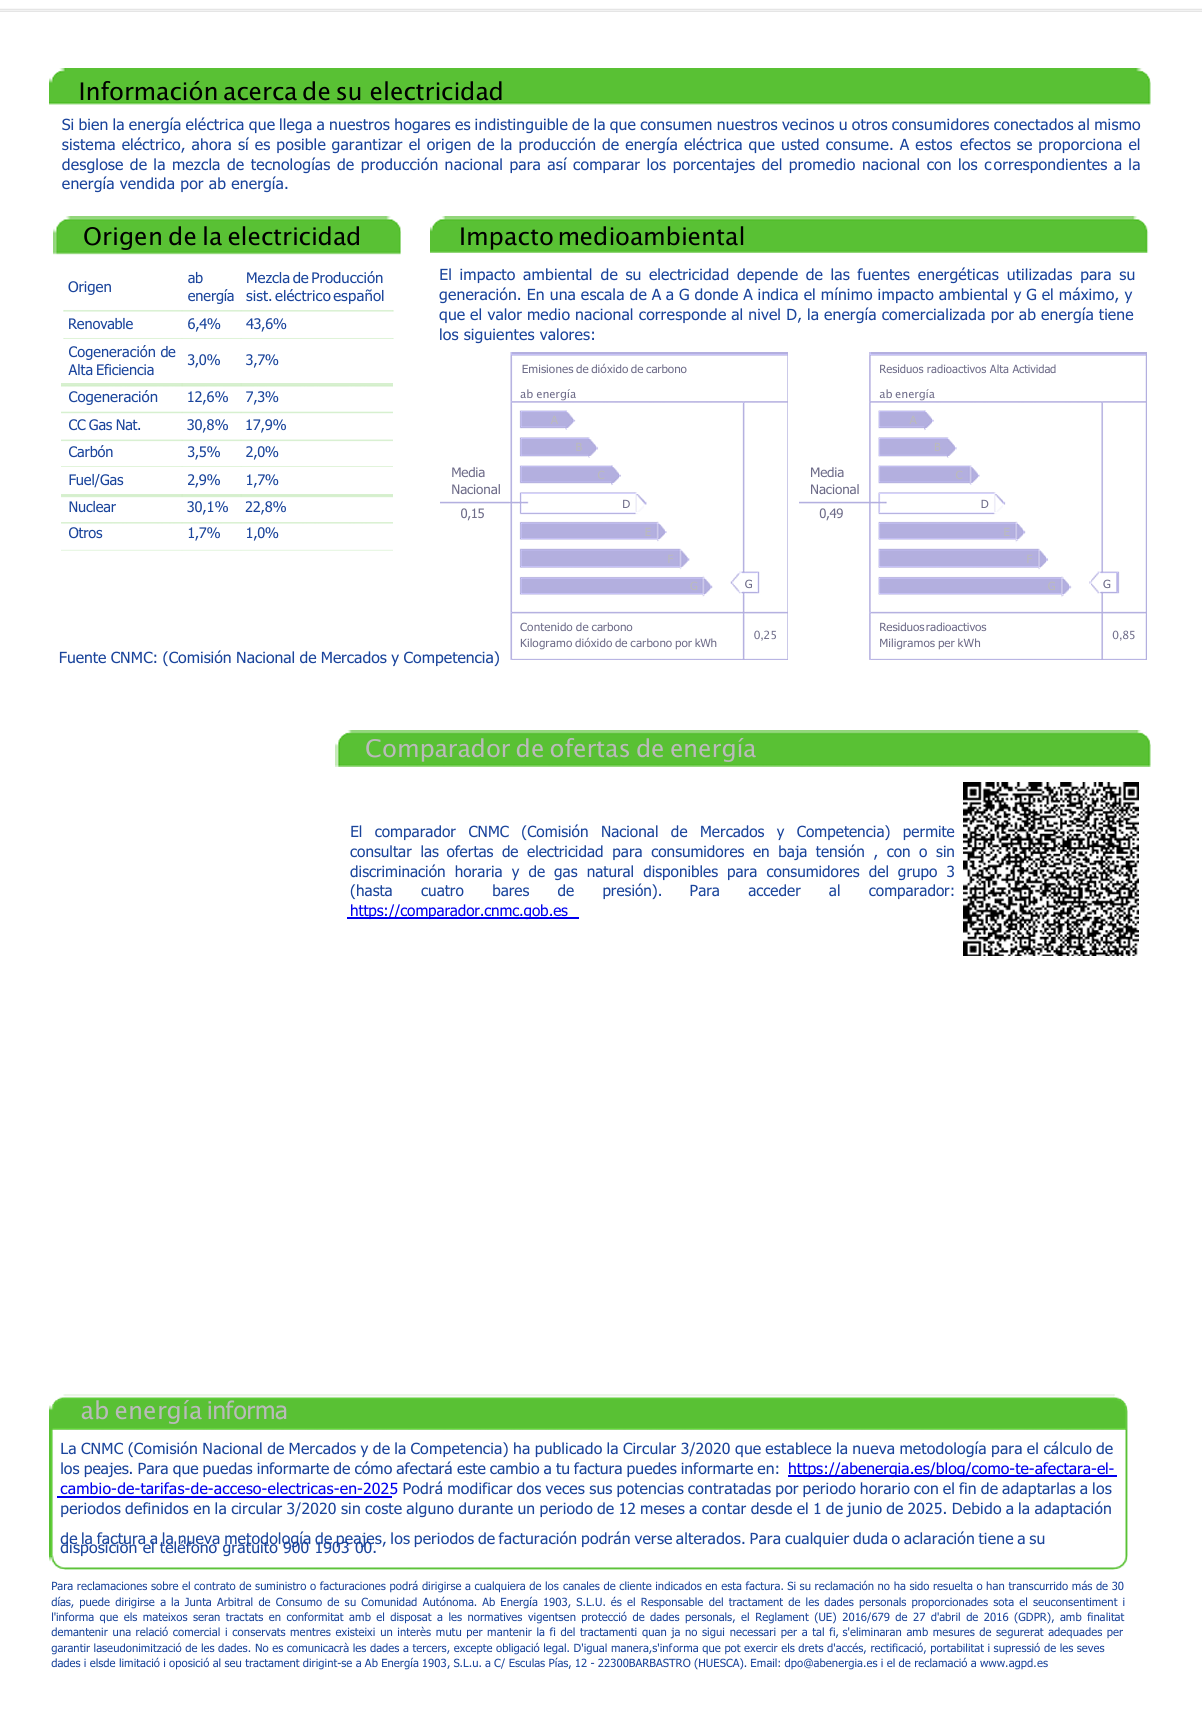 Información acerca de su electricidad
Si bien la energía eléctrica que llega a nuestros hogares es indistinguible de la que consumen nuestros vecinos u otros consumidores conectados al mismo
sistema eléctrico, ahora sí es posible garantizar el origen de la producción de energía eléctrica que usted consume. A estos efectos se proporciona el
desglose de la mezcla de tecnologías de producción nacional para así comparar los porcentajes del promedio nacional con los correspondientes a la
energía vendida por ab energía.
Origen de la electricidad
Origen ab energía Mezcla de Producción sist. eléctrico español
Renovable 6,4% 43,6%
Cogeneración de Alta Eficiencia 3,0% 3,7%
Cogeneración 12,6% 7,3%
CC Gas Nat. 30,8% 17,9%
Carbón 3,5% 2,0%
Fuel/Gas 2,9% 1,7%
Nuclear 30,1% 22,8%
Otros 1,7% 1,0%
Fuente CNMC: (Comisión Nacional de Mercados y Competencia)
Impacto medioambiental
El impacto ambiental de su electricidad depende de las fuentes energéticas utilizadas para su
generación. En una escala de A a G donde A indica el mínimo impacto ambiental y G el máximo, y
que el valor medio nacional corresponde al nivel D, la energía comercializada por ab energía tiene
los siguientes valores:
Emisiones de dióxido de carbono
ab energía
Media
Nacional
0,15
D
G
Contenido de carbono
Kilogramo dióxido de carbono por kWh
0,25
Residuos radioactivos Alta Actividad
ab energía
Media
Nacional
0,49
D
G
Residuos radioactivos
Miligramos per kWh
0,85
Comparador de ofertas de energía
El comparador CNMC (Comisión Nacional de Mercados y Competencia) permite
consultar las ofertas de electricidad para consumidores en baja tensión , con o sin
discriminación horaria y de gas natural disponibles para consumidores del grupo 3
(hasta cuatro bares de presión). Para acceder al comparador:
https://comparador.cnmc.gob.es
ab energía informa
La CNMC (Comisión Nacional de Mercados y de la Competencia) ha publicado la Circular 3/2020 que establece la nueva metodología para el cálculo de
los peajes. Para que puedas informarte de cómo afectará este cambio a tu factura puedes informarte en: https://abenergia.es/blog/como-te-afectara-el-
cambio-de-tarifas-de-acceso-electricas-en-2025 Podrá modificar dos veces sus potencias contratadas por periodo horario con el fin de adaptarlas a los
periodos definidos en la circular 3/2020 sin coste alguno durante un periodo de 12 meses a contar desde el 1 de junio de 2025. Debido a la adaptación
de la factura a la nueva metodología de peajes, los periodos de facturación podrán verse alterados. Para cualquier duda o aclaración tiene a su
disposición el teléfono gratuito 900 1903 00.
Para reclamaciones sobre el contrato de suministro o facturaciones podrá dirigirse a cualquiera de los canales de cliente indicados en esta factura. Si su reclamación no ha sido resuelta o han transcurrido más de 30
días, puede dirigirse a la Junta Arbitral de Consumo de su Comunidad Autónoma. Ab Energía 1903, S.L.U. és el Responsable del tractament de les dades personals proporcionades sota el seuconsentiment i
l'informa que els mateixos seran tractats en conformitat amb el disposat a les normatives vigentsen protecció de dades personals, el Reglament (UE) 2016/679 de 27 d'abril de 2016 (GDPR), amb finalitat
demantenir una relació comercial i conservats mentres existeixi un interès mutu per mantenir la fi del tractamenti quan ja no sigui necessari per a tal fi, s'eliminaran amb mesures de segurerat adequades per
garantir laseudonimització de les dades. No es comunicacrà les dades a tercers, excepte obligació legal. D'igual manera,s'informa que pot exercir els drets d'accés, rectificació, portabilitat i supressió de les seves
dades i elsde limitació i oposició al seu tractament dirigint-se a Ab Energía 1903, S.L.u. a C/ Esculas Pías, 12 - 22300BARBASTRO (HUESCA). Email: dpo@abenergia.es i el de reclamació a www.agpd.es